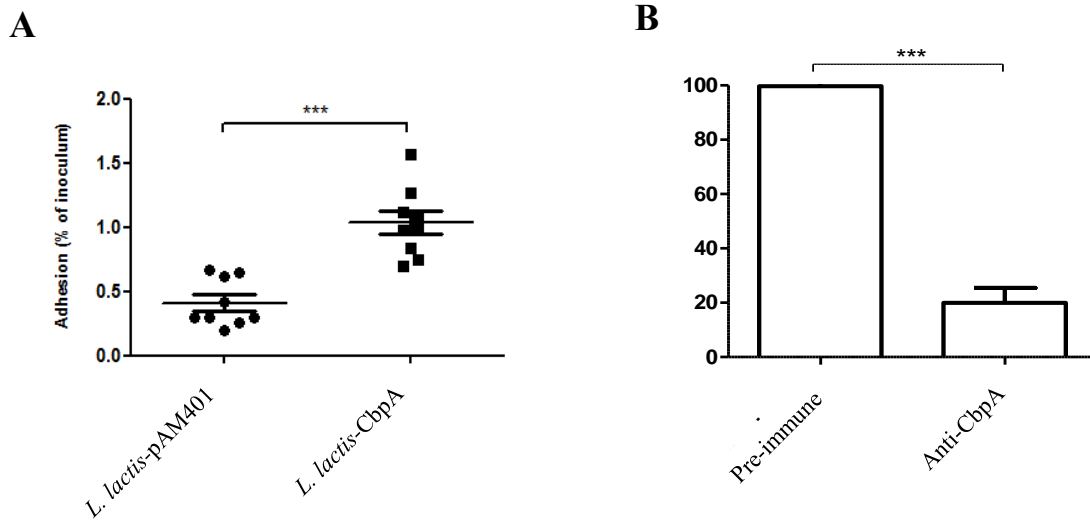 A
B
Adhesion (% of inoculum)
2.0
1.5
1.0
0.5
0.0
***
L. lactis-pAM401
L. lactis-CbpA
***
100
80
60
40
20
0
Pre-immune
Anti-CbpA